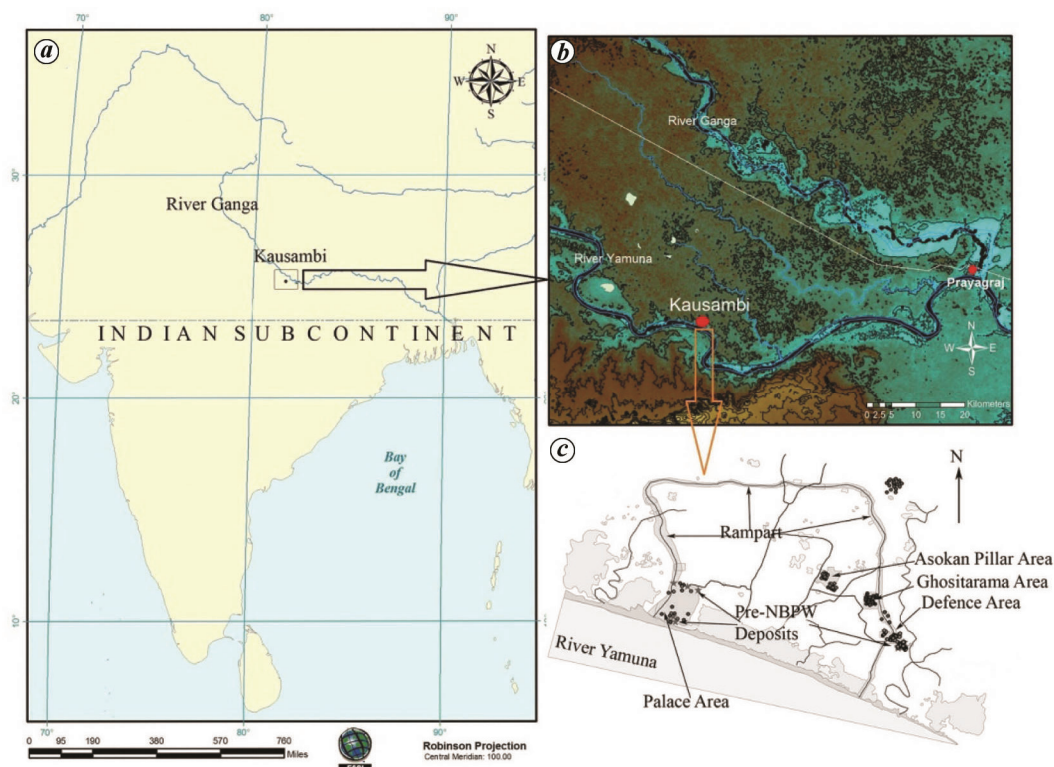 a
70°
80°
90°
N
W
E
S
30°
River Ganga
Kausambi
INDIAN SUBCONTINENT
20°
Bay
of
Bengal
10°
70°
80°
90°
0 95 190 380 570 760
Miles
Robinson Projection
Central Meridian: 100.00
b
River Ganga
River Yamuna
Kausambi
Prayagraj
N
W
E
S
Kilometers
0 2.5 5 10 15 20
c
N
Rampart
Asokan Pillar Area
Ghositarama Area
Defence Area
Pre-NBPW
Deposits
River Yamuna
Palace Area